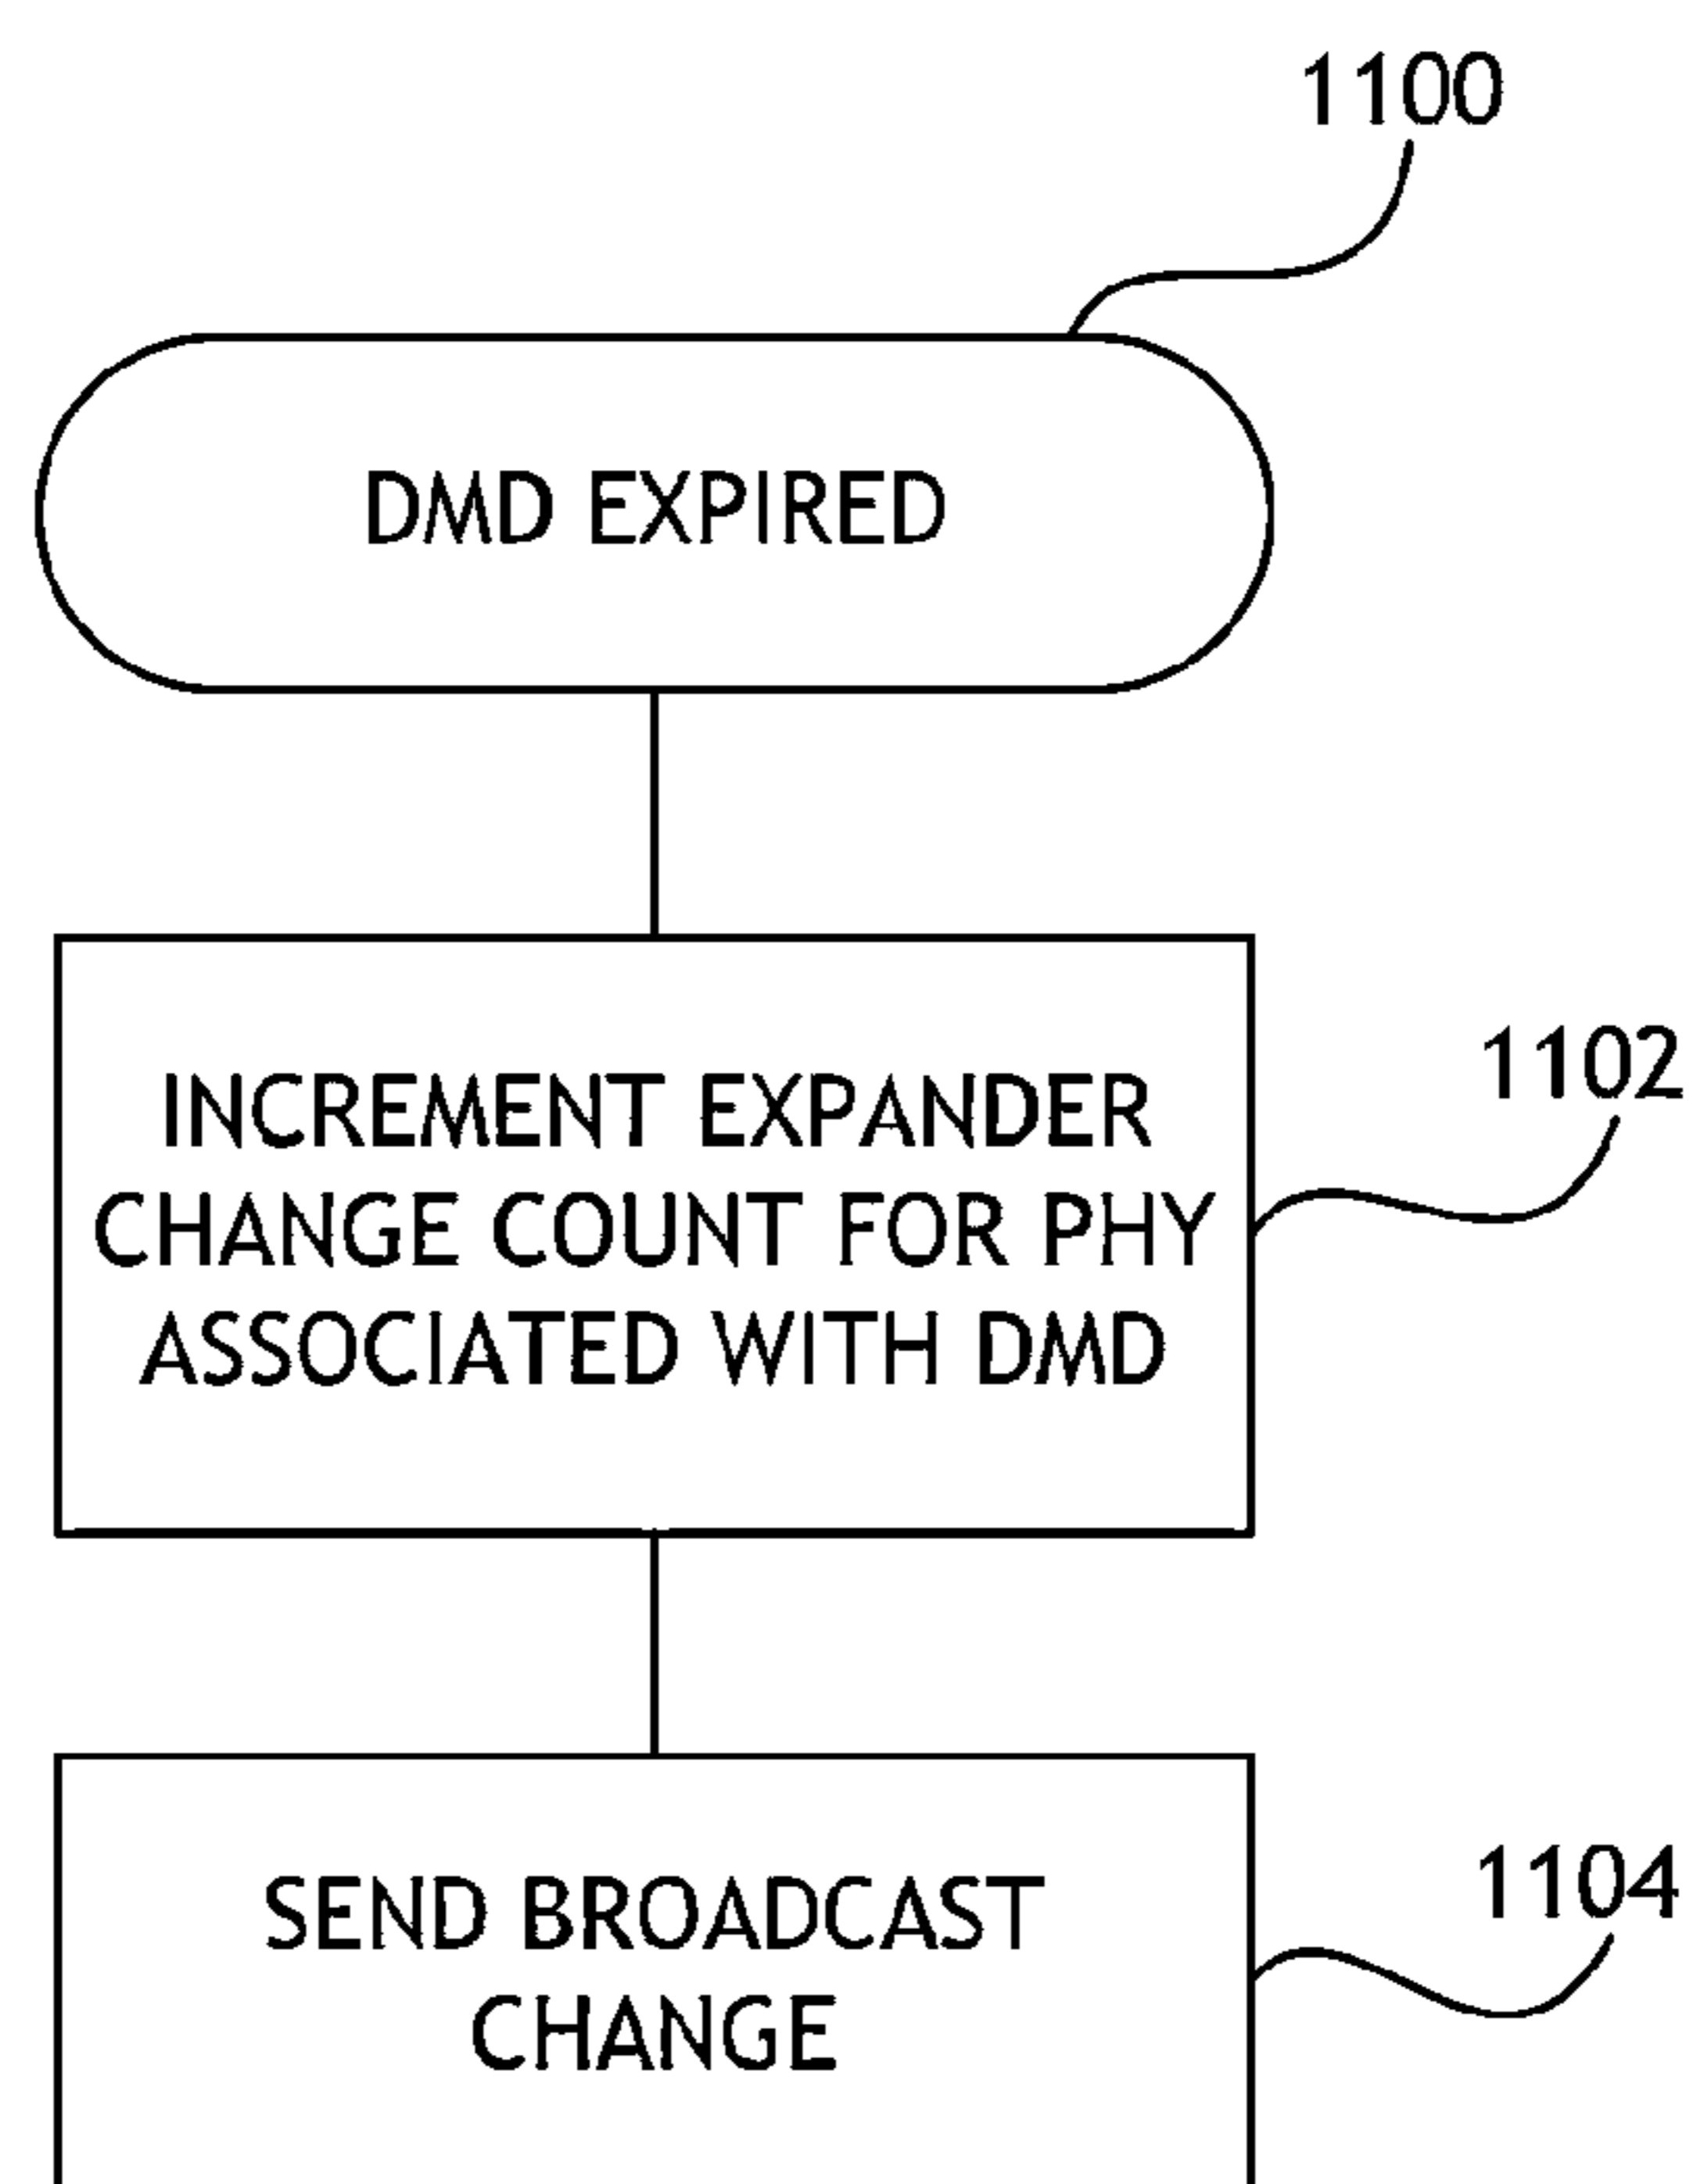 1100
DMD EXPIRED
INCREMENT EXPANDER
CHANGE COUNT FOR PHY
ASSOCIATED WITH DMD
1102
SEND BROADCAST
CHANGE
1104